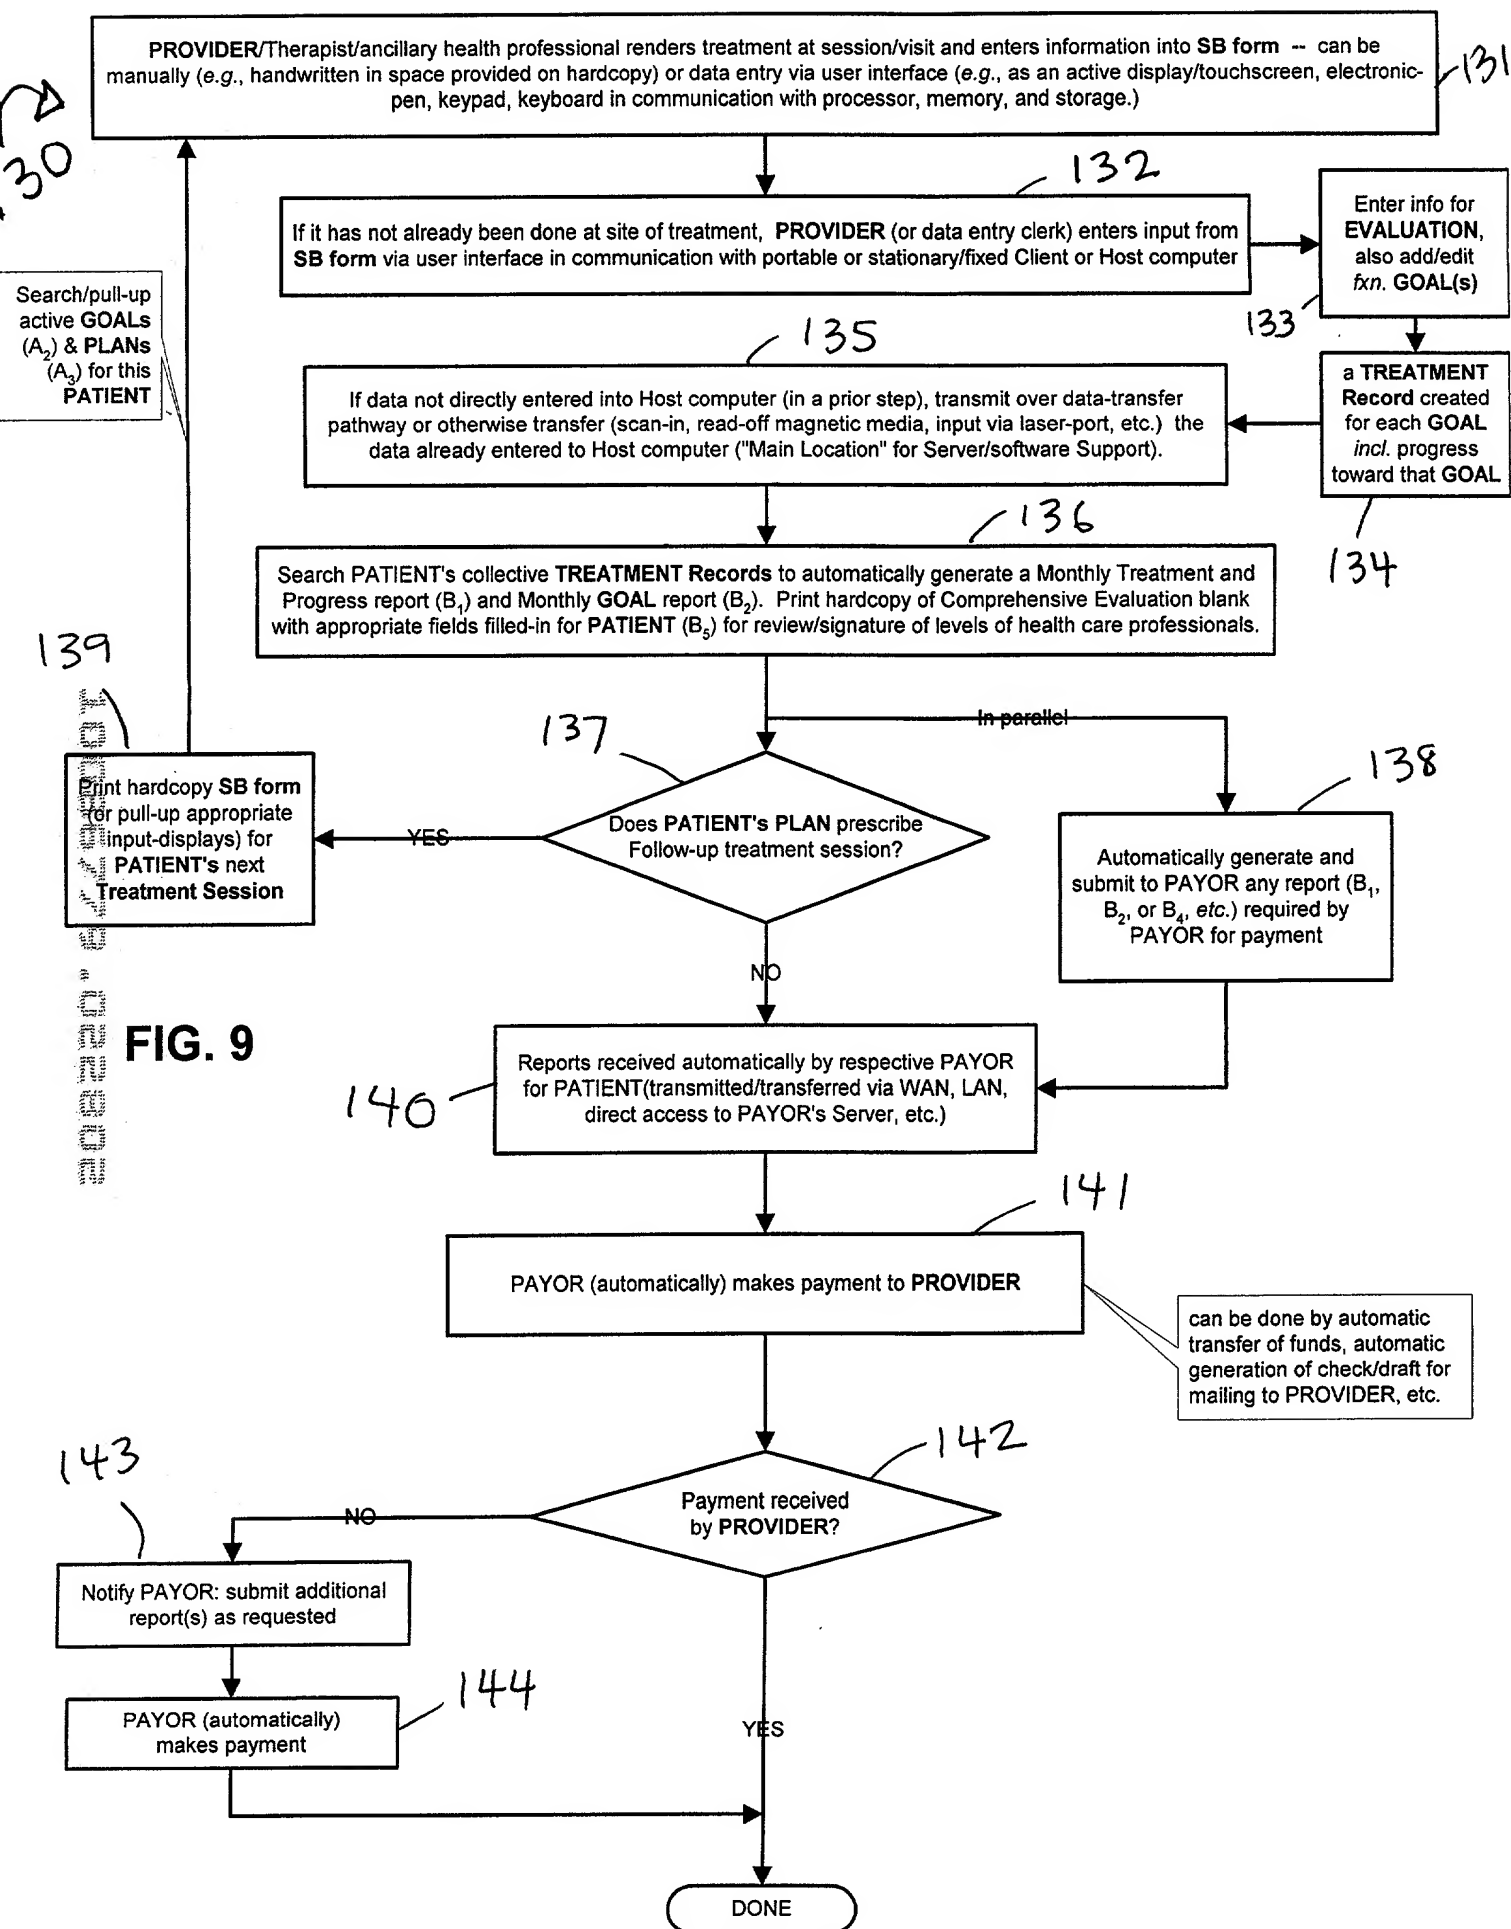 PROVIDER/Therapist/ancillary health professional renders treatment at session/visit and enters information into SB form -- can be
manually (e.g., handwritten in space provided on hardcopy) or data entry via user interface (e.g., as an active display/touchscreen, electronic-
pen, keypad, keyboard in communication with processor, memory, and storage.)
131
132
If it has not already been done at site of treatment, PROVIDER (or data entry clerk) enters input from
SB form via user interface in communication with portable or stationary/fixed Client or Host computer
Enter info for
EVALUATION,
also add/edit
fxn. GOAL(s)
133
Search/pull-up
active GOALs
(A2) & PLANs
(A3) for this
PATIENT
135
If data not directly entered into Host computer (in a prior step), transmit over data-transfer
pathway or otherwise transfer (scan-in, read-off magnetic media, input via laser-port, etc.) the
data already entered to Host computer ("Main Location" for Server/software Support).
a TREATMENT
Record created
for each GOAL
incl. progress
toward that GOAL
134
136
Search PATIENT's collective TREATMENT Records to automatically generate a Monthly Treatment and
Progress report (B1) and Monthly GOAL report (B2). Print hardcopy of Comprehensive Evaluation blank
with appropriate fields filled-in for PATIENT (B5) for review/signature of levels of health care professionals.
139
137
In parallel
138
Print hardcopy SB form
(or pull-up appropriate
input-displays) for
PATIENT's next
Treatment Session
YES
Does PATIENT's PLAN prescribe
Follow-up treatment session?
Automatically generate and
submit to PAYOR any report (B1,
B2, or B4, etc.) required by
PAYOR for payment
NO
FIG. 9
140
Reports received automatically by respective PAYOR
for PATIENT(transmitted/transferred via WAN, LAN,
direct access to PAYOR's Server, etc.)
141
PAYOR (automatically) makes payment to PROVIDER
can be done by automatic
transfer of funds, automatic
generation of check/draft for
mailing to PROVIDER, etc.
143
142
NO
Payment received
by PROVIDER?
Notify PAYOR: submit additional
report(s) as requested
144
PAYOR (automatically)
makes payment
YES
DONE